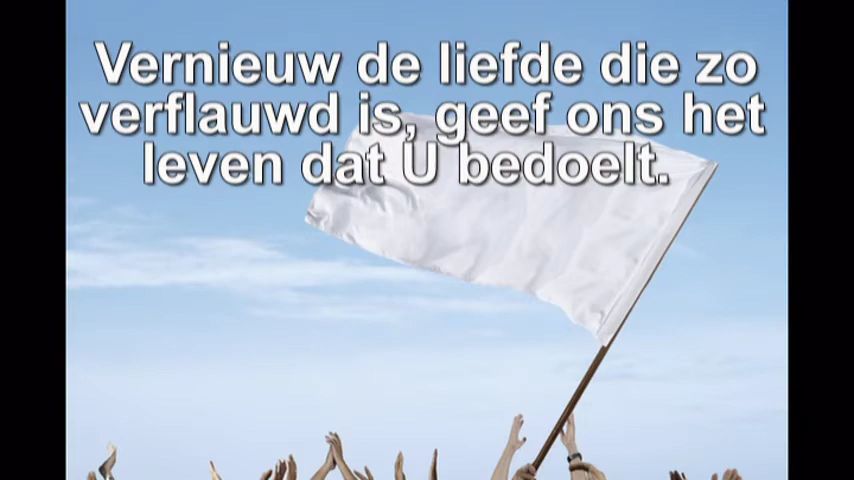 Vernieuw de liefde die zo
verflauwd is, geef ons het
leven dat U bedoelt.